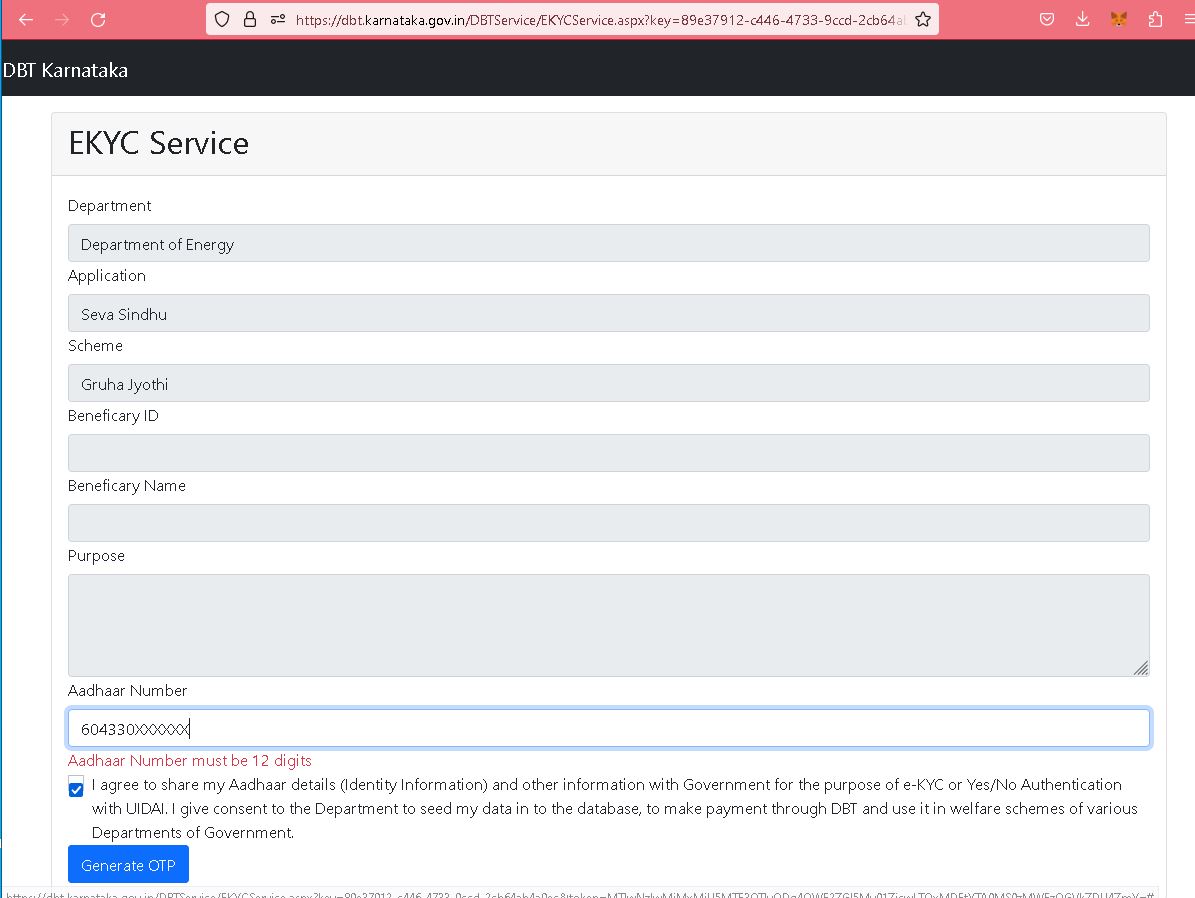 https://dbt.karnataka.gov.in/DBTService/EKYCService.aspx?key=89e37912-c446-4733-9ccd-2cb64a
DBT Karnataka
EKYC Service
Department
Department of Energy
Application
Seva Sindhu
Scheme
Gruha Jyothi
Beneficary ID
Beneficary Name
Purpose
Aadhaar Number
604330XXXXXX
Aadhaar Number must be 12 digits
I agree to share my Aadhaar details (Identity Information) and other information with Government for the purpose of e-KYC or Yes/No Authentication
with UIDAI. I give consent to the Department to seed my data in to the database, to make payment through DBT and use it in welfare schemes of various
Departments of Government.
Generate OTP